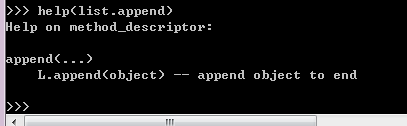 >>> help(list.append)
Help on method_descriptor:
append(...)
    L.append(object) -- append object to end
>>>